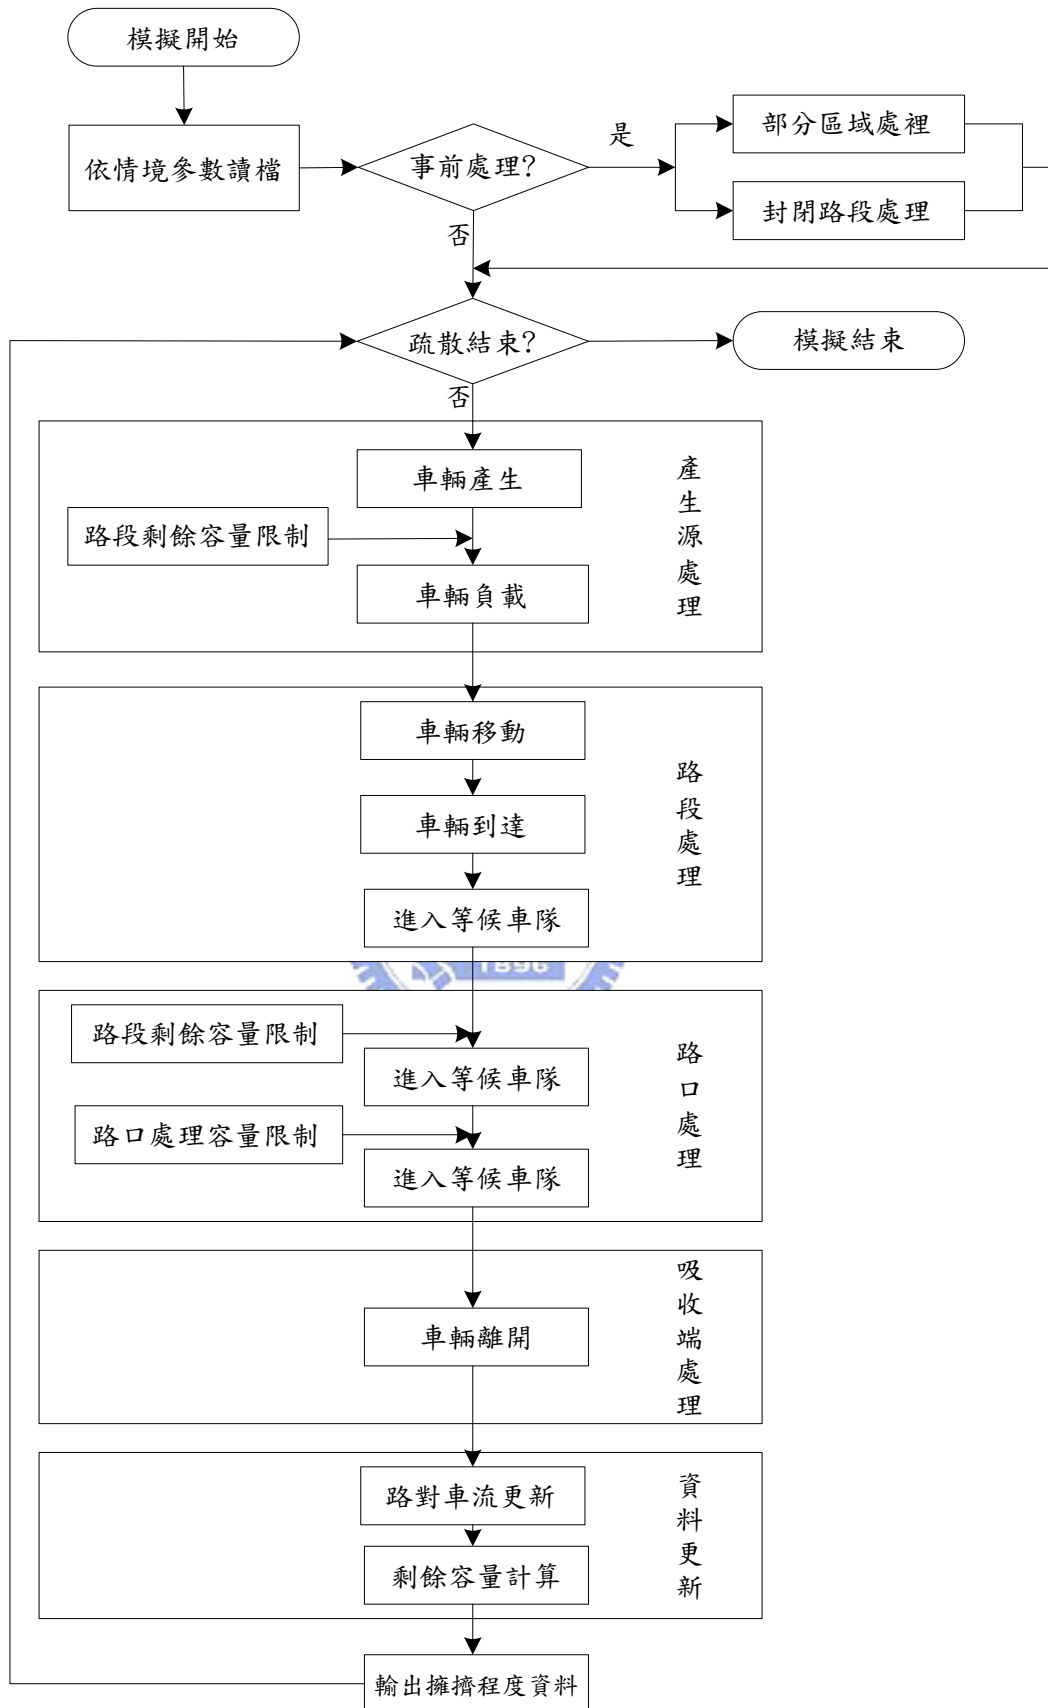 模擬開始
依情境參數讀檔
事前處理?
是
部分區域處裡
封閉路段處理
否
疏散結束?
模擬結束
否
車輛產生
路段剩餘容量限制
車輛負載
產生源處理
車輛移動
車輛到達
進入等候車隊
路段處理
1896
路段剩餘容量限制
進入等候車隊
路口處理容量限制
進入等候車隊
路口處理
車輛離開
吸收端處理
路對車流更新
剩餘容量計算
資料更新
輸出擁擠程度資料